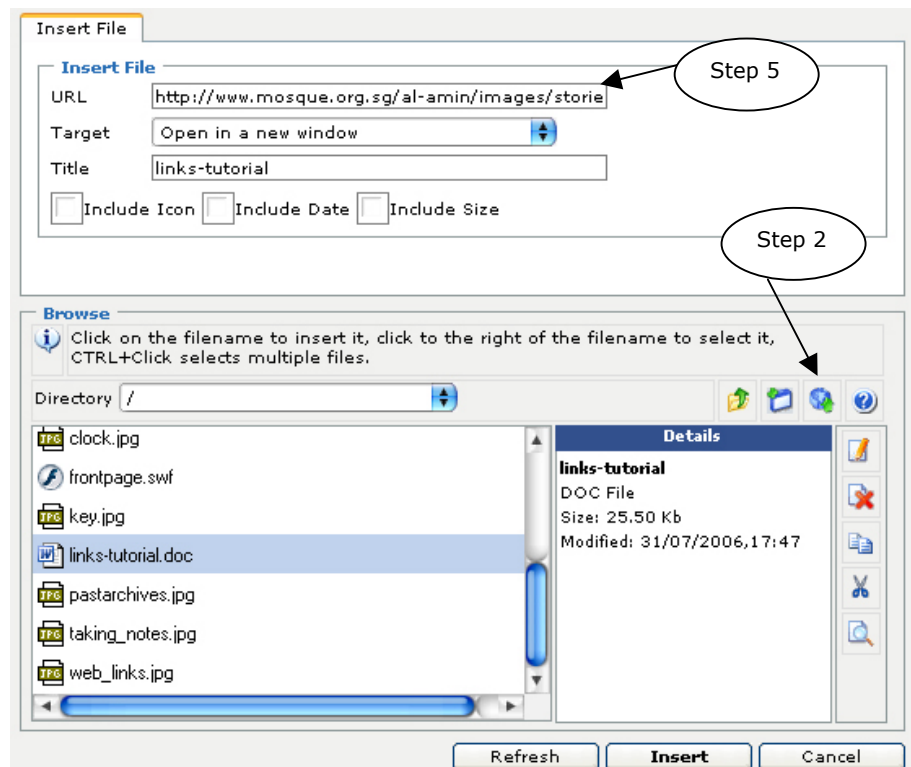 Insert File
Insert File
Step 5
URL http://www.mosque.org.sg/al-amin/images/storie
Target Open in a new window
Title links-tutorial
Include Icon Include Date Include Size
Step 2
Browse
Click on the filename to insert it, click to the right of the filename to select it,
CTRL+Click selects multiple files.
Directory /
clock.jpg
frontpage.swf
key.jpg
links-tutorial.doc
pastarchives.jpg
taking_notes.jpg
web_links.jpg
Details
links-tutorial
DOC File
Size: 25.50 Kb
Modified: 31/07/2006,17:47
Refresh Insert Cancel